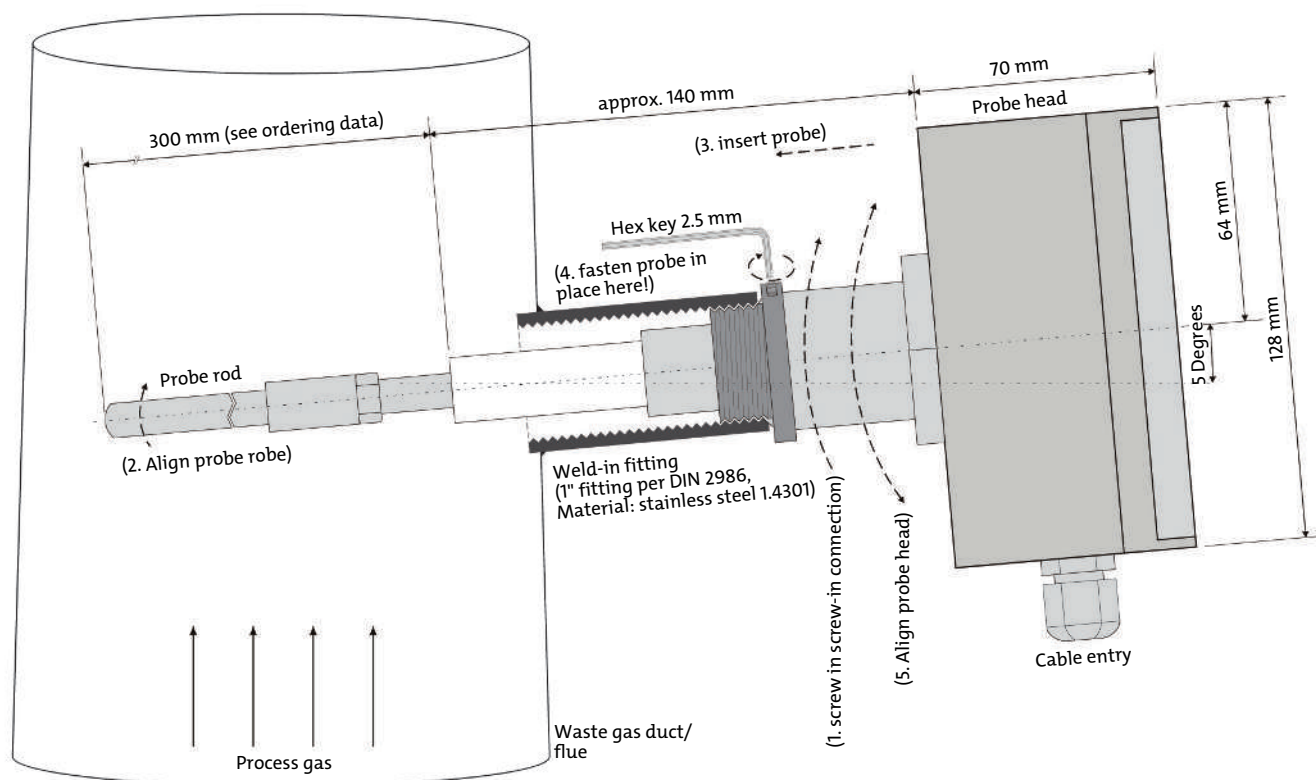 70 mm
approx. 140 mm
Probe head
300 mm (see ordering data)
(3. insert probe)
64 mm
128 mm
Hex key 2.5 mm
(4. fasten probe in
place here!)
5 Degrees
Probe rod
(2. Align probe robe)
Weld-in fitting
(1" fitting per DIN 2986,
Material: stainless steel 1.4301)
(1. screw in screw-in connection)
(5. Align probe head)
Cable entry
Waste gas duct/
flue
Process gas